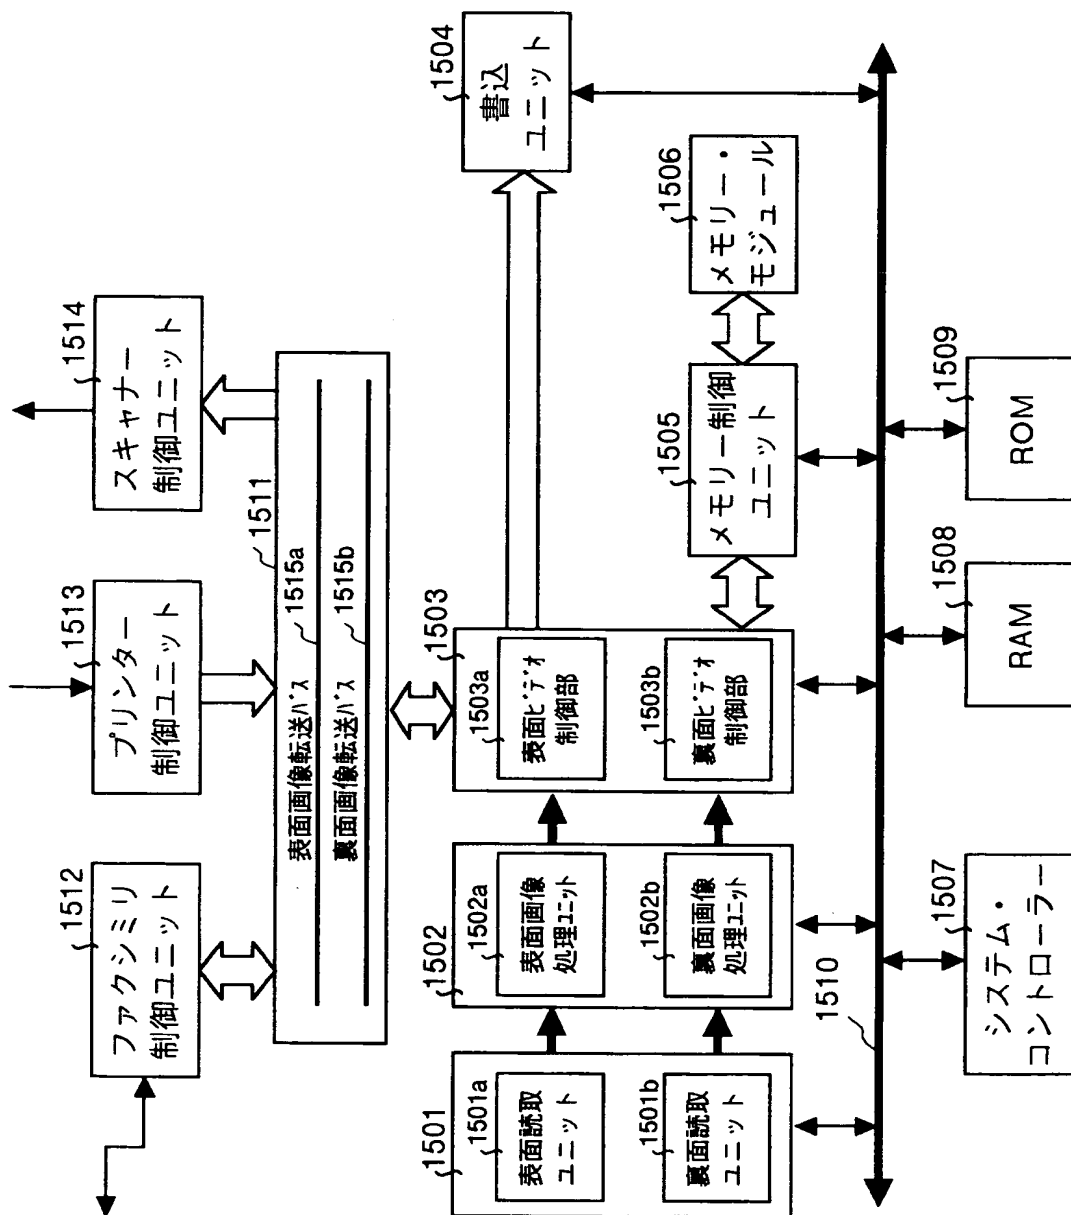 1512
ファクシミリ
制御ユニット
1513
プリンター
制御ユニット
1514
スキャナー
制御ユニット
1511
表面画像転送ﾊﾞｽ
1515a
裏面画像転送ﾊﾞｽ
1515b
1501
1501a
表面読取
ユニット
1501b
裏面読取
ユニット
1502
1502a
表面画像
処理ﾕﾆｯﾄ
1502b
裏面画像
処理ﾕﾆｯﾄ
1503
1503a
表面ﾋﾞﾃﾞｵ
制御部
1503b
裏面ﾋﾞﾃﾞｵ
制御部
1504
書込
ユニット
1505
メモリー制御
ユニット
1506
メモリー・
モジュール
1510
1507
システム・
コントローラー
1508
RAM
1509
ROM